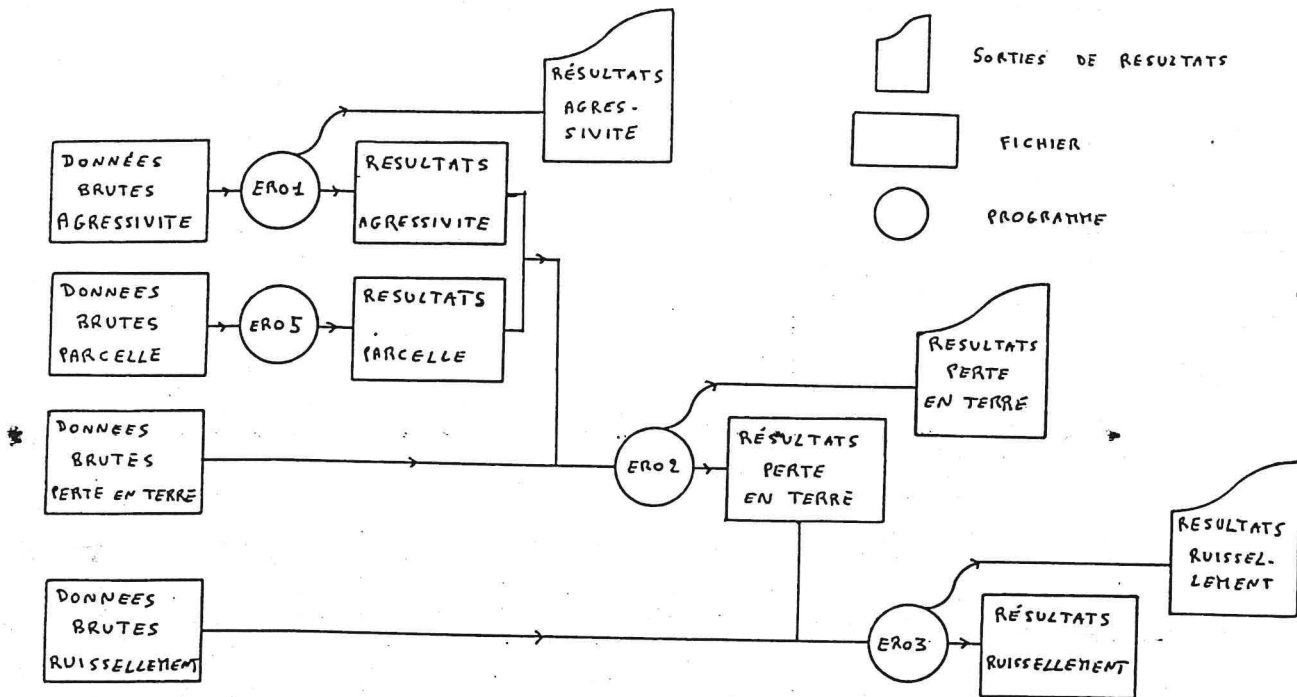 RÉSULTATS
AGRES-
SIVITE
SORTIES DE RESULTATS
FICHIER
PROGRAMME
DONNÉES
BRUTES
AGRESSIVITE
ERO1
RESULTATS
AGRESSIVITE
DONNEES
BRUTES
PARCELLE
ERO5
RESULTATS
PARCELLE
RESULTATS
PERTE
EN TERRE
DONNEES
BRUTES
PERTE EN TERRE
ERO2
RÉSULTATS
PERTE
EN TERRE
RESULTATS
RUISSEL-
LEMENT
DONNEES
BRUTES
RUISSELLEMENT
ERO3
RÉSULTATS
RUISSELLEMENT